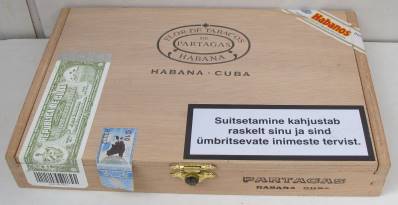 Habanos
FLOR DE TABACOS
DE
PARTAGAS
HABANA
HABANA · CUBA
Suitsetamine kahjustab
raskelt sinu ja sind
ümbritsevate inimeste tervist.
PARTAGAS
HABANA CUBA